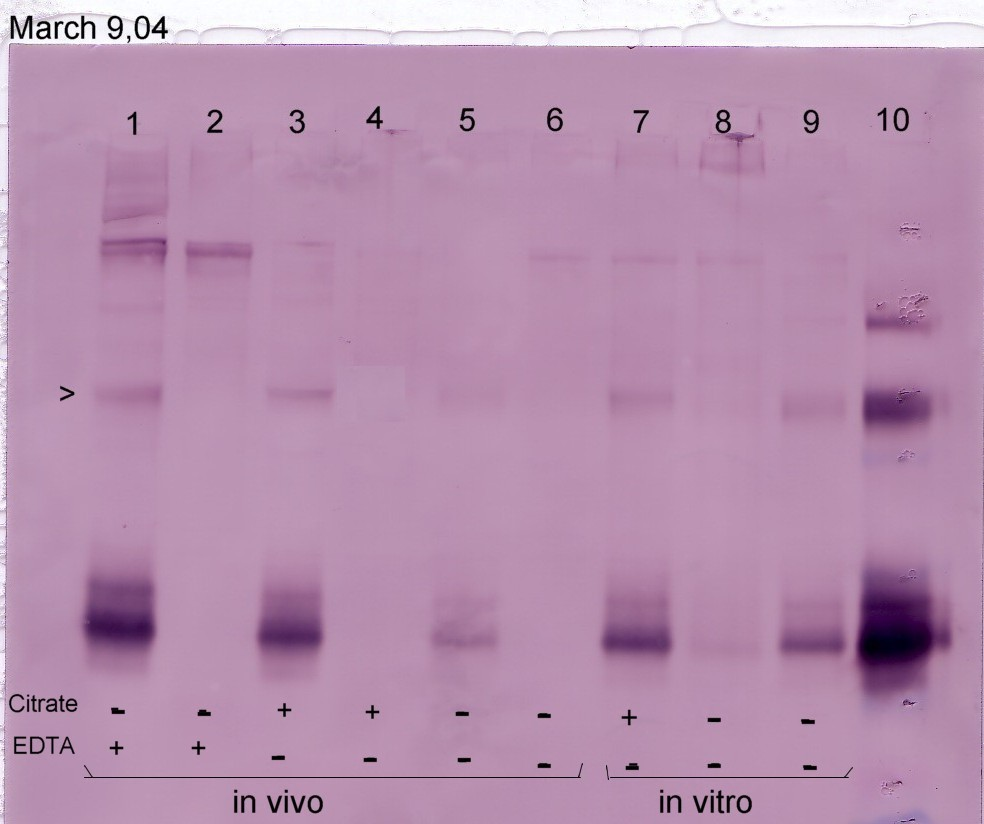 March 9,04
1 2 3 4 5 6 7 8 9 10
>
Citrate - - + + - - + - -
EDTA + + - - - - - - -
in vivo in vitro